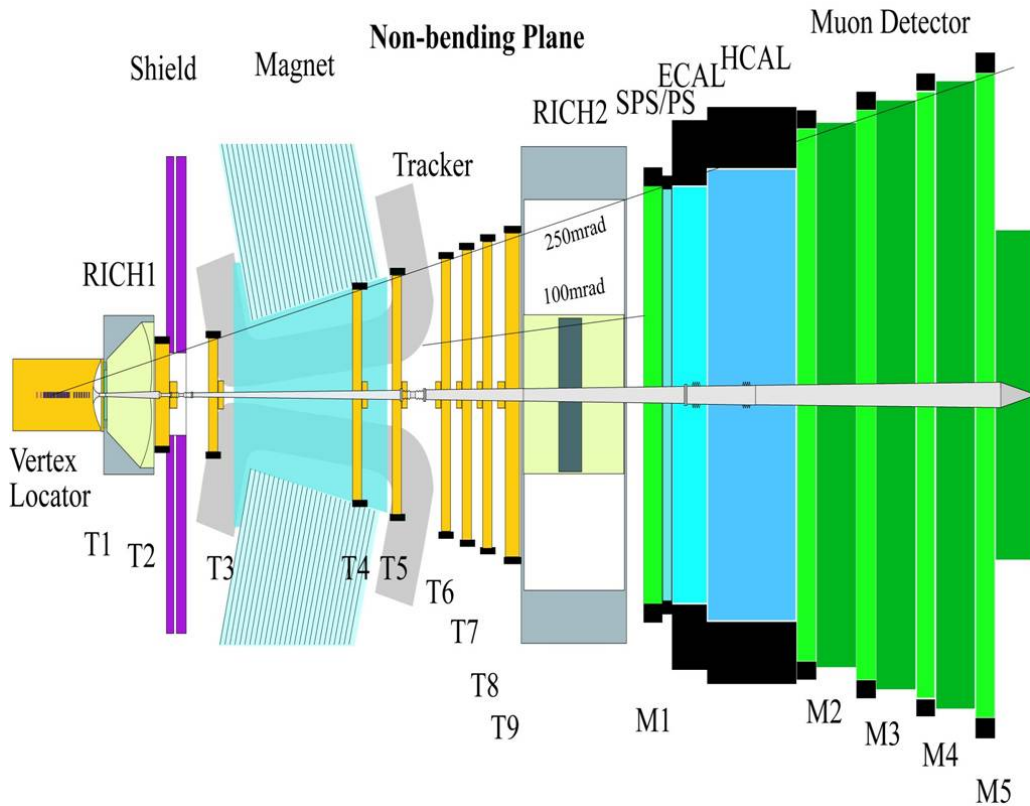 Non-bending Plane
Muon Detector
Shield
Magnet
HCAL
ECAL
SPS/PS
RICH2
Tracker
RICH1
250mrad
100mrad
Vertex
Locator
T1
T2
T3
T4
T5
T6
T7
T8
T9
M1
M2
M3
M4
M5